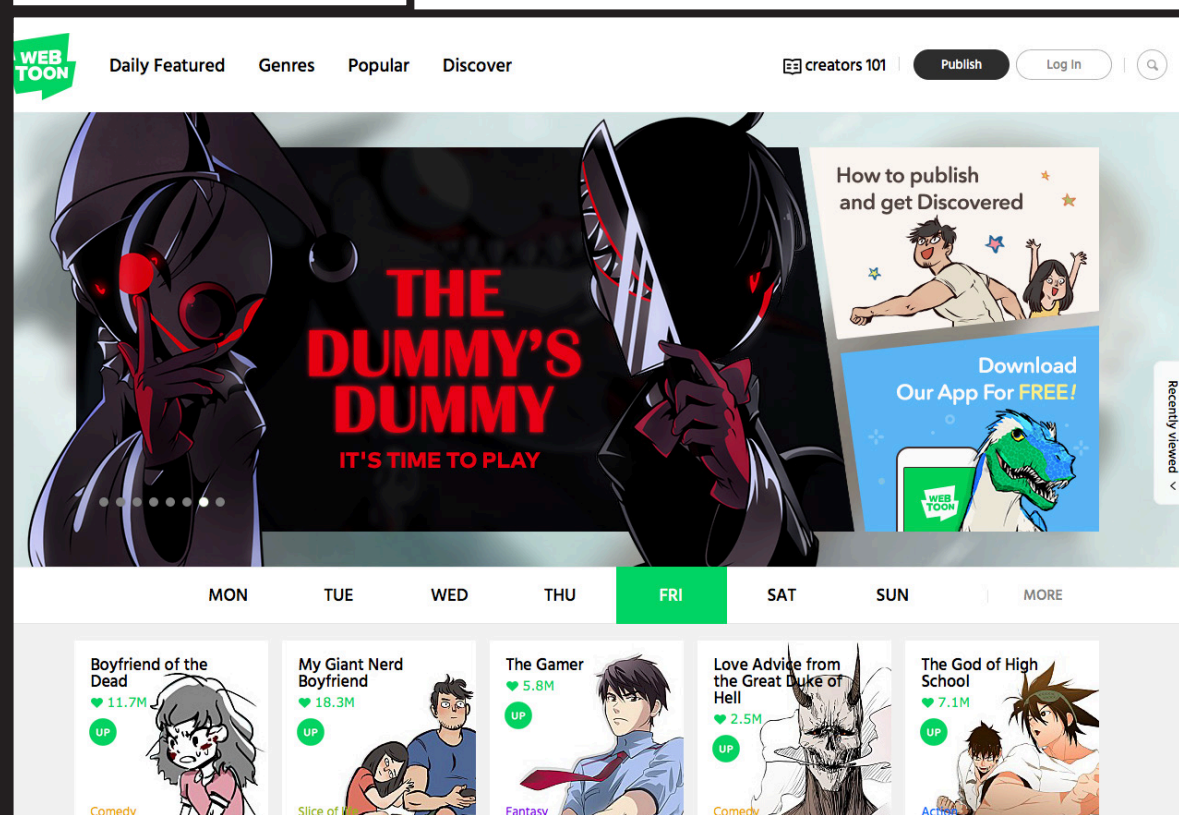 WEB
TOON
Daily Featured
Genres
Popular
Discover
creators 101
Publish
Log In
THE
DUMMY'S
DUMMY
IT'S TIME TO PLAY
How to publish
and get Discovered
Download
Our App For FREE!
WEB
TOON
Recently viewed
MON
TUE
WED
THU
FRI
SAT
SUN
MORE
Boyfriend of the
Dead
11.7M
UP
Comedy
My Giant Nerd
Boyfriend
18.3M
UP
Slice of life
The Gamer
5.8M
UP
Fantasy
Love Advice from
the Great Duke of
Hell
2.5M
UP
Comedy
The God of High
School
7.1M
UP
Action